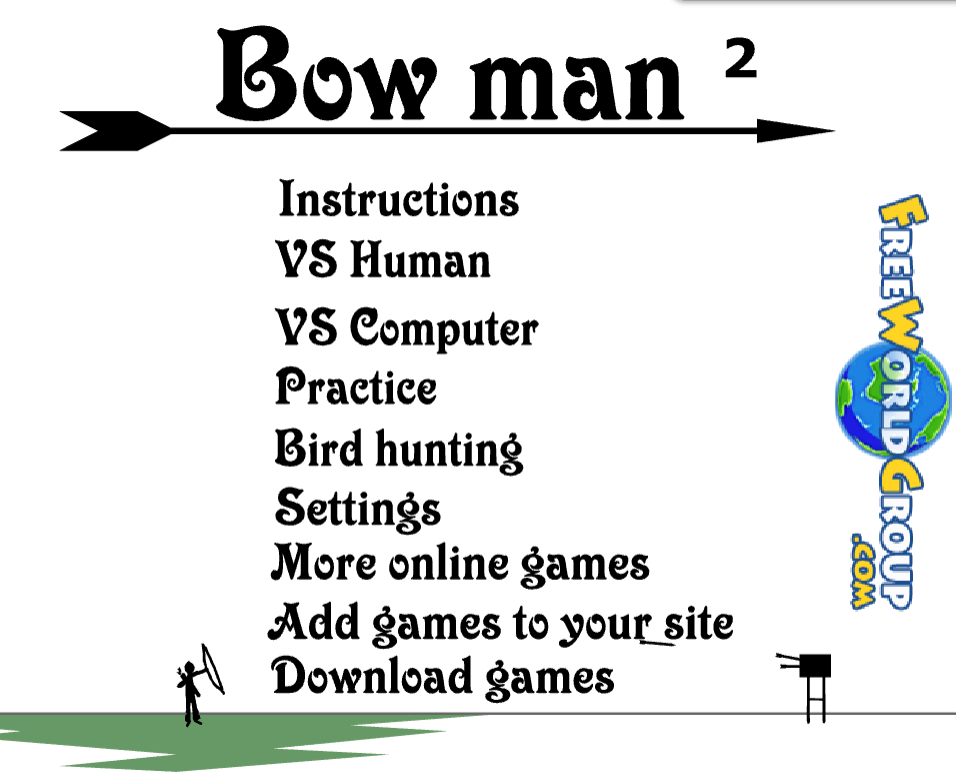 Bow man 2
Instructions
VS Human
VS Computer
Practice
Bird hunting
Settings
More online games
Add games to your site
Download games
FreeWorldGroup
.com